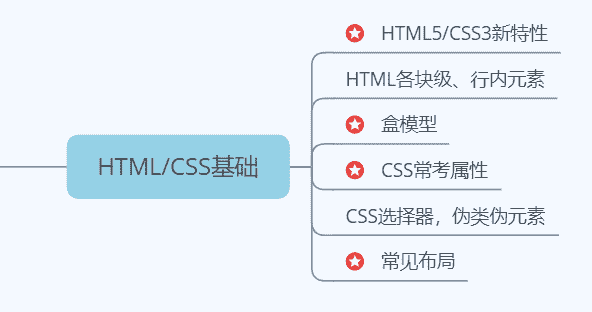 HTML5/CSS3新特性
HTML各块级、行内元素
盒模型
HTML/CSS基础
CSS常考属性
CSS选择器，伪类伪元素
常见布局